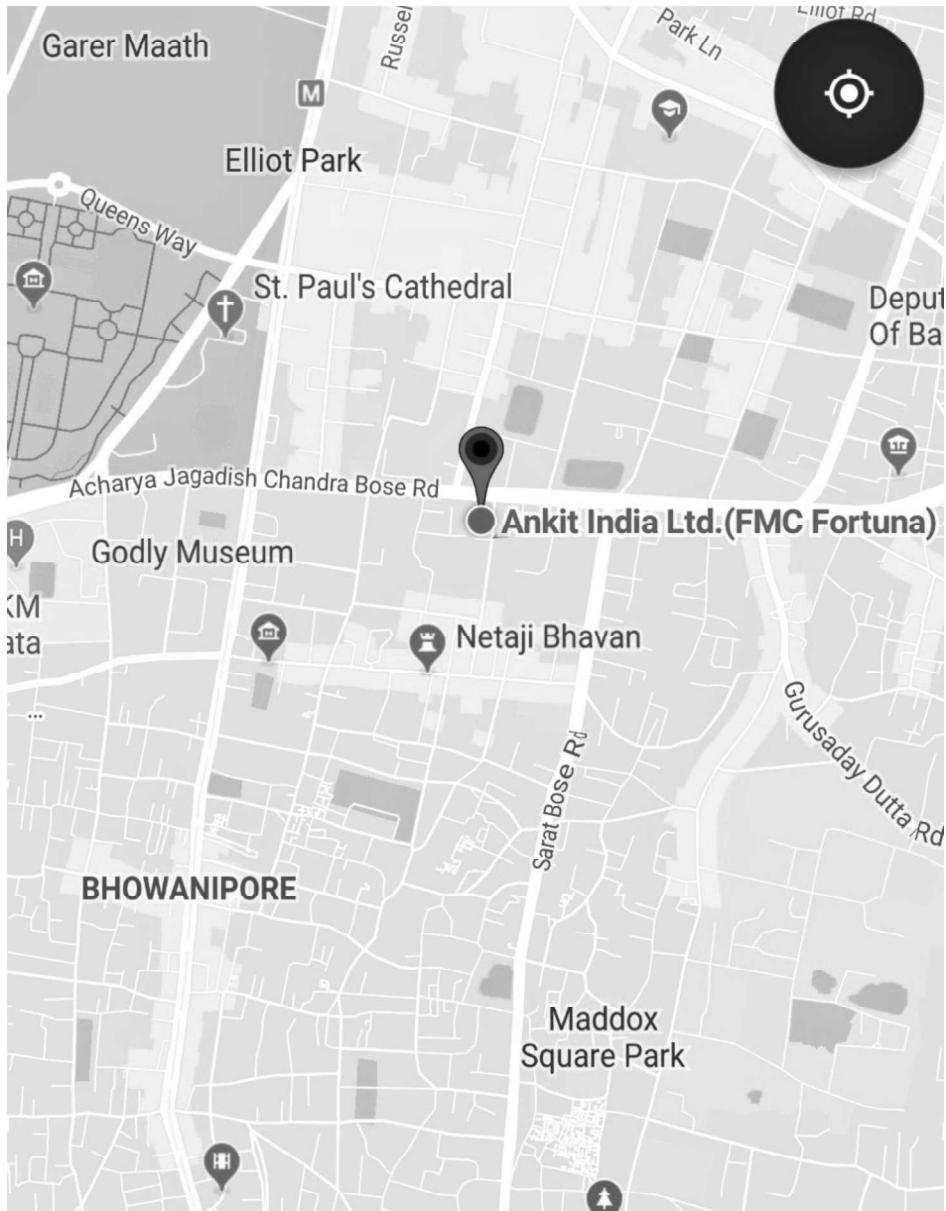 Garer Maath
Russel
Park Ln
Elliot Rd
M
Elliot Park
Queens Way
St. Paul's Cathedral
Deput
Of Ba
Acharya Jagadish Chandra Bose Rd
Ankit India Ltd.(FMC Fortuna)
H
Godly Museum
KM
ata
Netaji Bhavan
...
Gurusaday Dutta Rd
Sarat Bose Rd
BHOWANIPORE
Maddox
Square Park